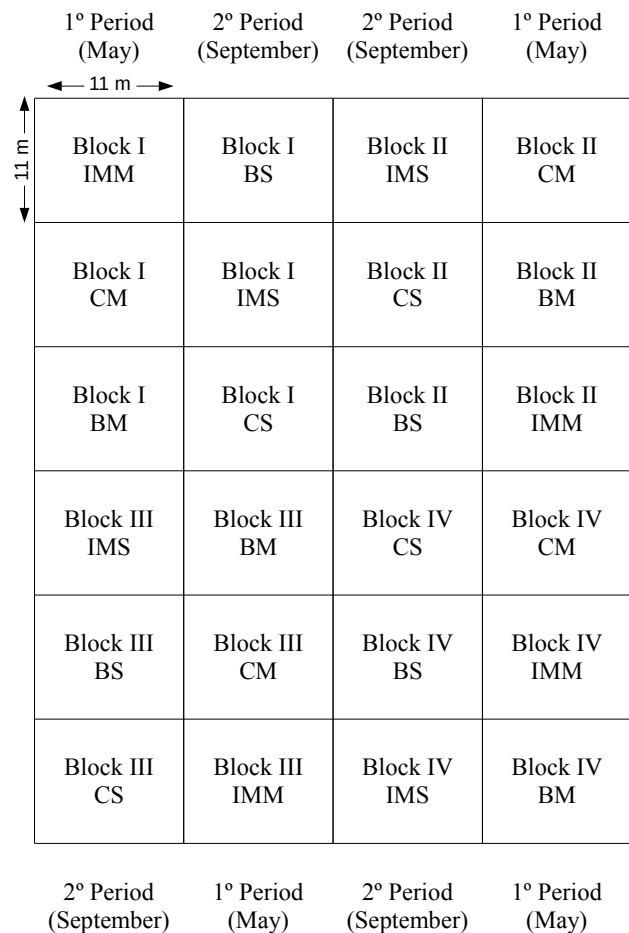 1º Period 2º Period 2º Period 1º Period
(May) (September) (September) (May)
11 m
11 m
Block I Block I Block II Block II
IMM BS IMS CM
Block I Block I Block II Block II
CM IMS CS BM
Block I Block I Block II Block II
BM CS BS IMM
Block III Block III Block IV Block IV
IMS BM CS CM
Block III Block III Block IV Block IV
BS CM BS IMM
Block III Block III Block IV Block IV
CS IMM IMS BM
2º Period 1º Period 2º Period 1º Period
(September) (May) (September) (May)